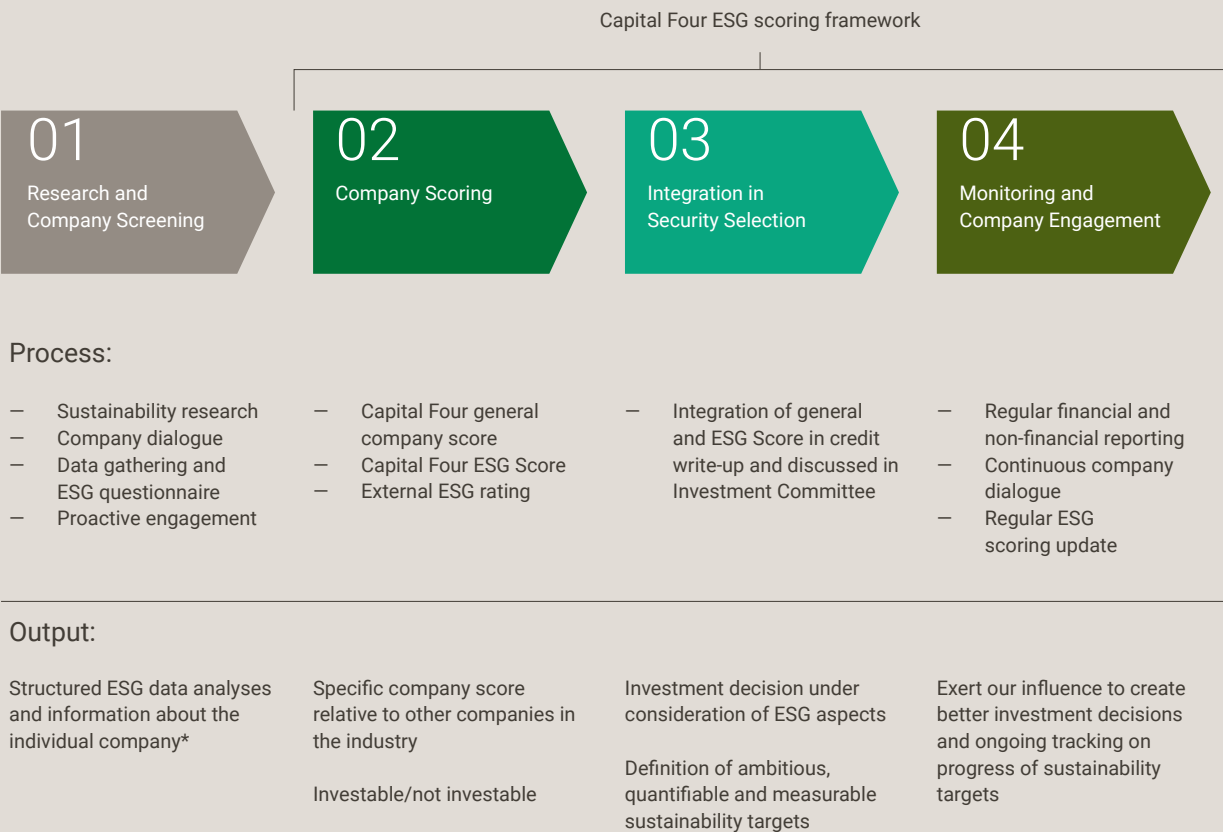 Capital Four ESG scoring framework
01
Research and
Company Screening
02
Company Scoring
03
Integration in
Security Selection
04
Monitoring and
Company Engagement
Process:
— Sustainability research
— Company dialogue
— Data gathering and
ESG questionnaire
— Proactive engagement
— Capital Four general
company score
— Capital Four ESG Score
— External ESG rating
— Integration of general
and ESG Score in credit
write-up and discussed in
Investment Committee
— Regular financial and
non-financial reporting
— Continuous company
dialogue
— Regular ESG
scoring update
Output:
Structured ESG data analyses
and information about the
individual company*
Specific company score
relative to other companies in
the industry
Investable/not investable
Investment decision under
consideration of ESG aspects
Definition of ambitious,
quantifiable and measurable
sustainability targets
Exert our influence to create
better investment decisions
and ongoing tracking on
progress of sustainability
targets